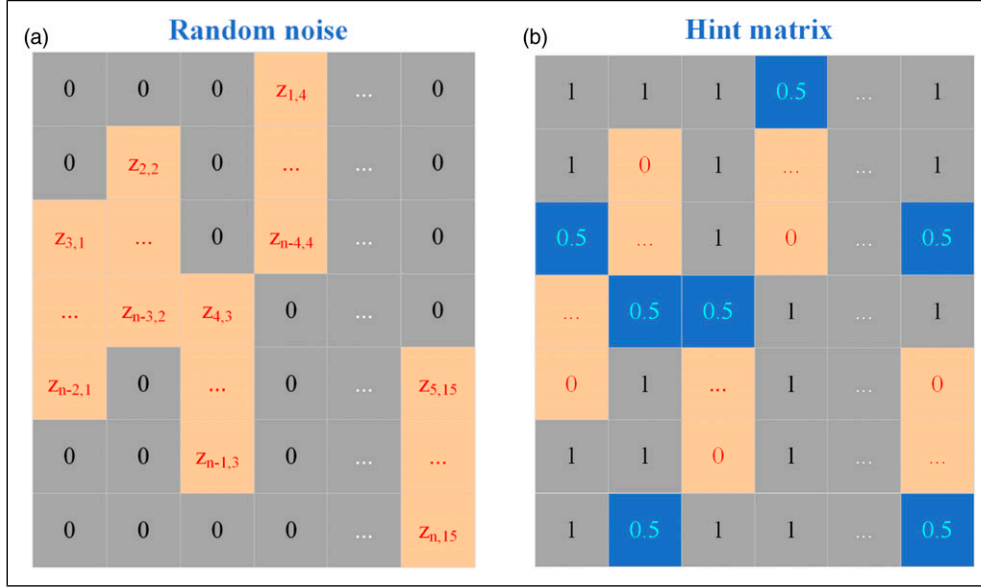 (a) Random noise
0 0 0 z1,4 ... 0
0 z2,2 0 ... ... 0
z3,1 ... 0 zn-4,4 ... 0
... zn-3,2 z4,3 0 ... 0
zn-2,1 0 ... 0 ... z5,15
0 0 zn-1,3 0 ... ...
0 0 0 0 ... zn,15
(b) Hint matrix
1 1 1 0.5 ... 1
1 0 1 ... ... 1
0.5 ... 1 0 ... 0.5
... 0.5 0.5 1 ... 1
0 1 ... 1 ... 0
1 1 0 1 ... ...
1 0.5 1 1 ... 0.5